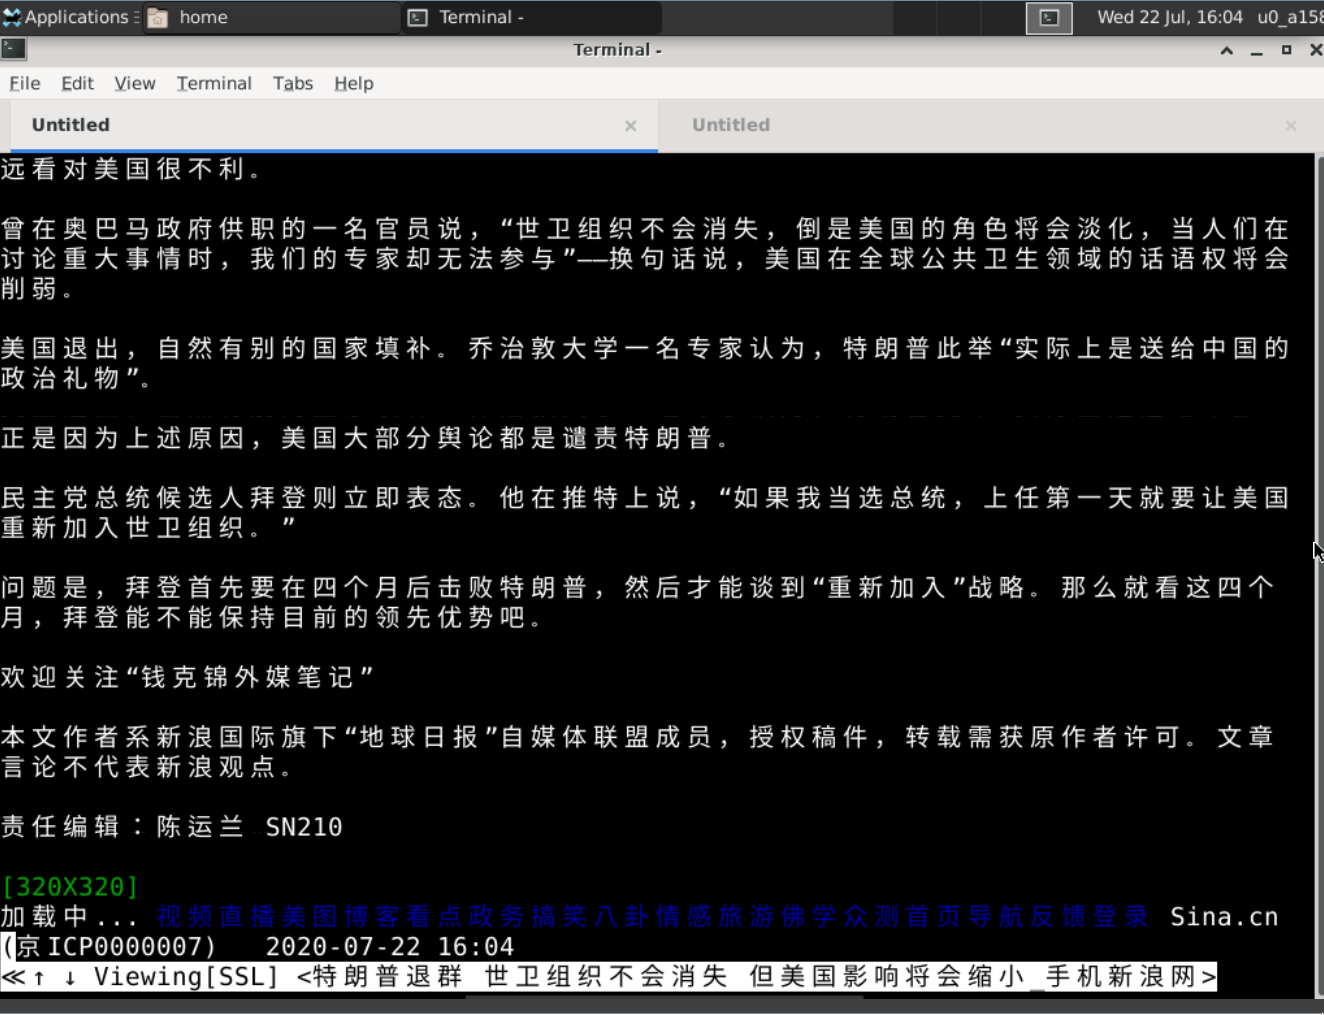 Applications home Terminal - Wed 22 Jul, 16:04 u0_a158
Terminal -
File Edit View Terminal Tabs Help
Untitled Untitled
远看对美国很不利。
曾在奥巴马政府供职的一名官员说，“世卫组织不会消失，倒是美国的角色将会淡化，当人们在
讨论重大事情时，我们的专家却无法参与”——换句话说，美国在全球公共卫生领域的话语权将会
削弱。
美国退出，自然有别的国家填补。乔治敦大学一名专家认为，特朗普此举“实际上是送给中国的
政治礼物”。
正是因为上述原因，美国大部分舆论都是谴责特朗普。
民主党总统候选人拜登则立即表态。他在推特上说，“如果我当选总统，上任第一天就要让美国
重新加入世卫组织。”
问题是，拜登首先要在四个月后击败特朗普，然后才能谈到“重新加入”战略。那么就看这四个
月，拜登能不能保持目前的领先优势吧。
欢迎关注“钱克锦外媒笔记”
本文作者系新浪国际旗下“地球日报”自媒体联盟成员，授权稿件，转载需获原作者许可。文章
言论不代表新浪观点。
责任编辑：陈运兰 SN210
[320X320]
加载中... 视频直播美图博客看点政务搞笑八卦情感旅游佛学众测首页导航反馈登录 Sina.cn
(京ICP0000007) 2020-07-22 16:04
≪↑ ↓ Viewing[SSL] <特朗普退群 世卫组织不会消失 但美国影响将会缩小_手机新浪网>